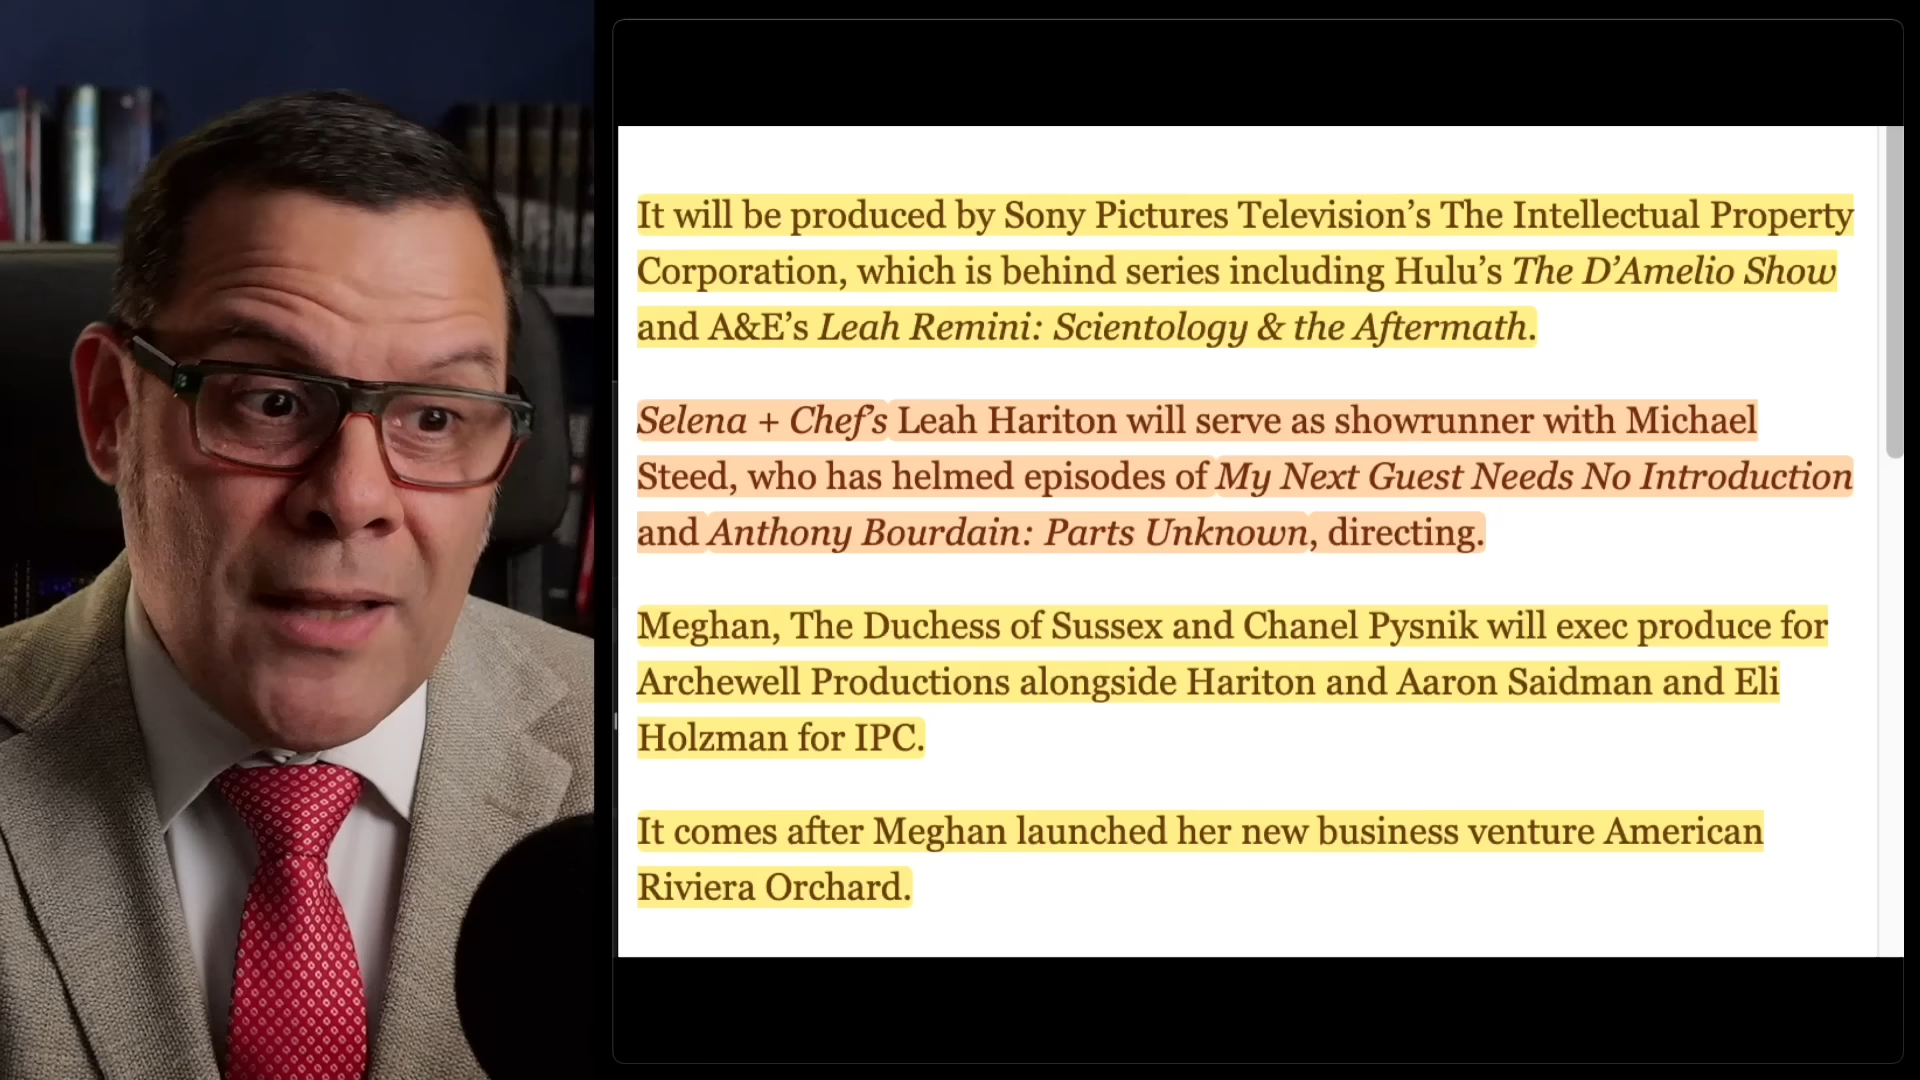 It will be produced by Sony Pictures Television’s The Intellectual Property
Corporation, which is behind series including Hulu’s The D’Amelio Show
and A&E’s Leah Remini: Scientology & the Aftermath.
Selena + Chef’s Leah Hariton will serve as showrunner with Michael
Steed, who has helmed episodes of My Next Guest Needs No Introduction
and Anthony Bourdain: Parts Unknown, directing.
Meghan, The Duchess of Sussex and Chanel Pysnik will exec produce for
Archewell Productions alongside Hariton and Aaron Saidman and Eli
Holzman for IPC.
It comes after Meghan launched her new business venture American
Riviera Orchard.